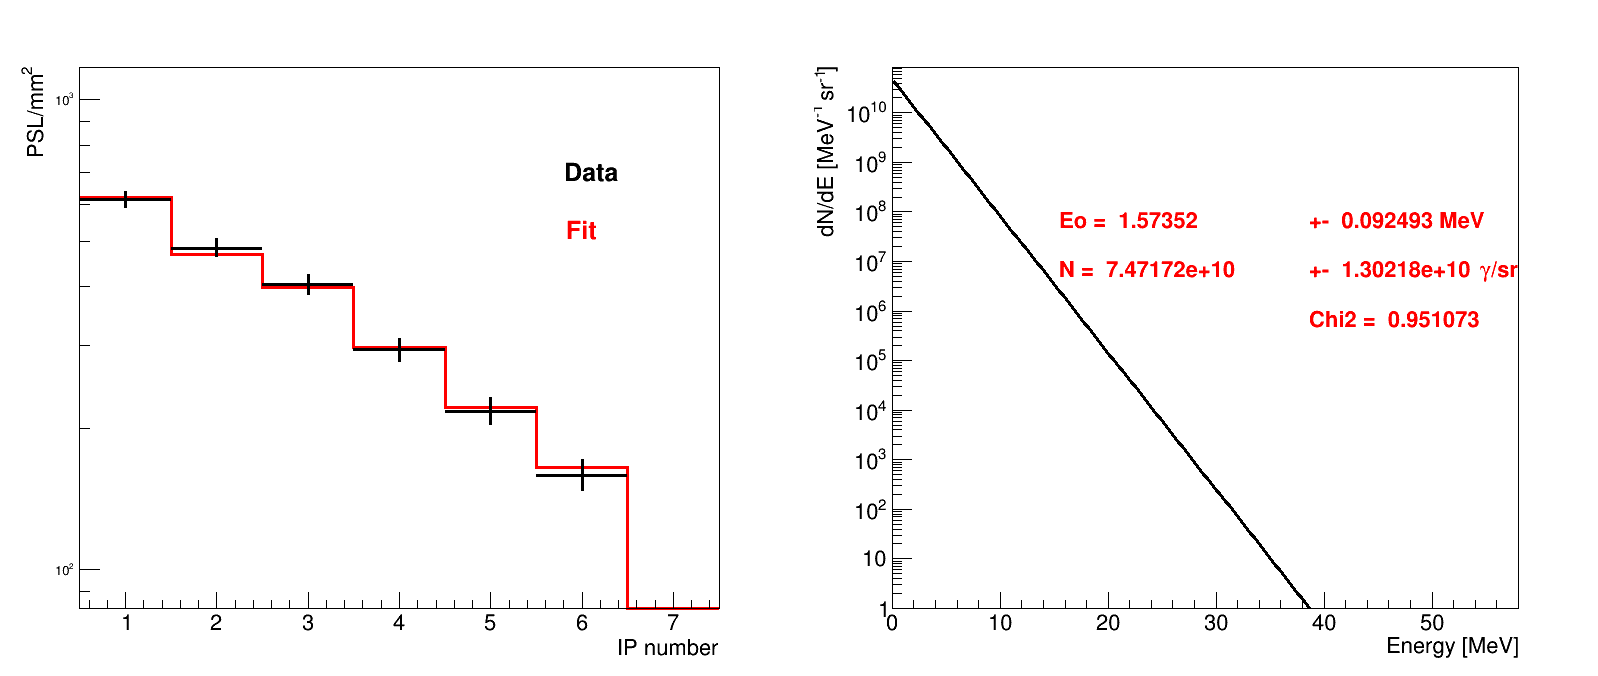 PSL/mm²
10³
10²
Data
Fit
1 2 3 4 5 6 7
IP number
dN/dE [MeV⁻¹ sr⁻¹]
10¹⁰
10⁹
10⁸
10⁷
10⁶
10⁵
10⁴
10³
10²
10
1
Eo = 1.57352 +- 0.092493 MeV
N = 7.47172e+10 +- 1.30218e+10 γ/sr
Chi2 = 0.951073
0 10 20 30 40 50
Energy [MeV]